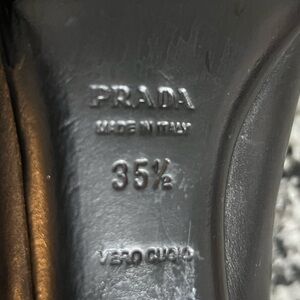 PRADA
MADE IN ITALY
35½
VERO CUOIO